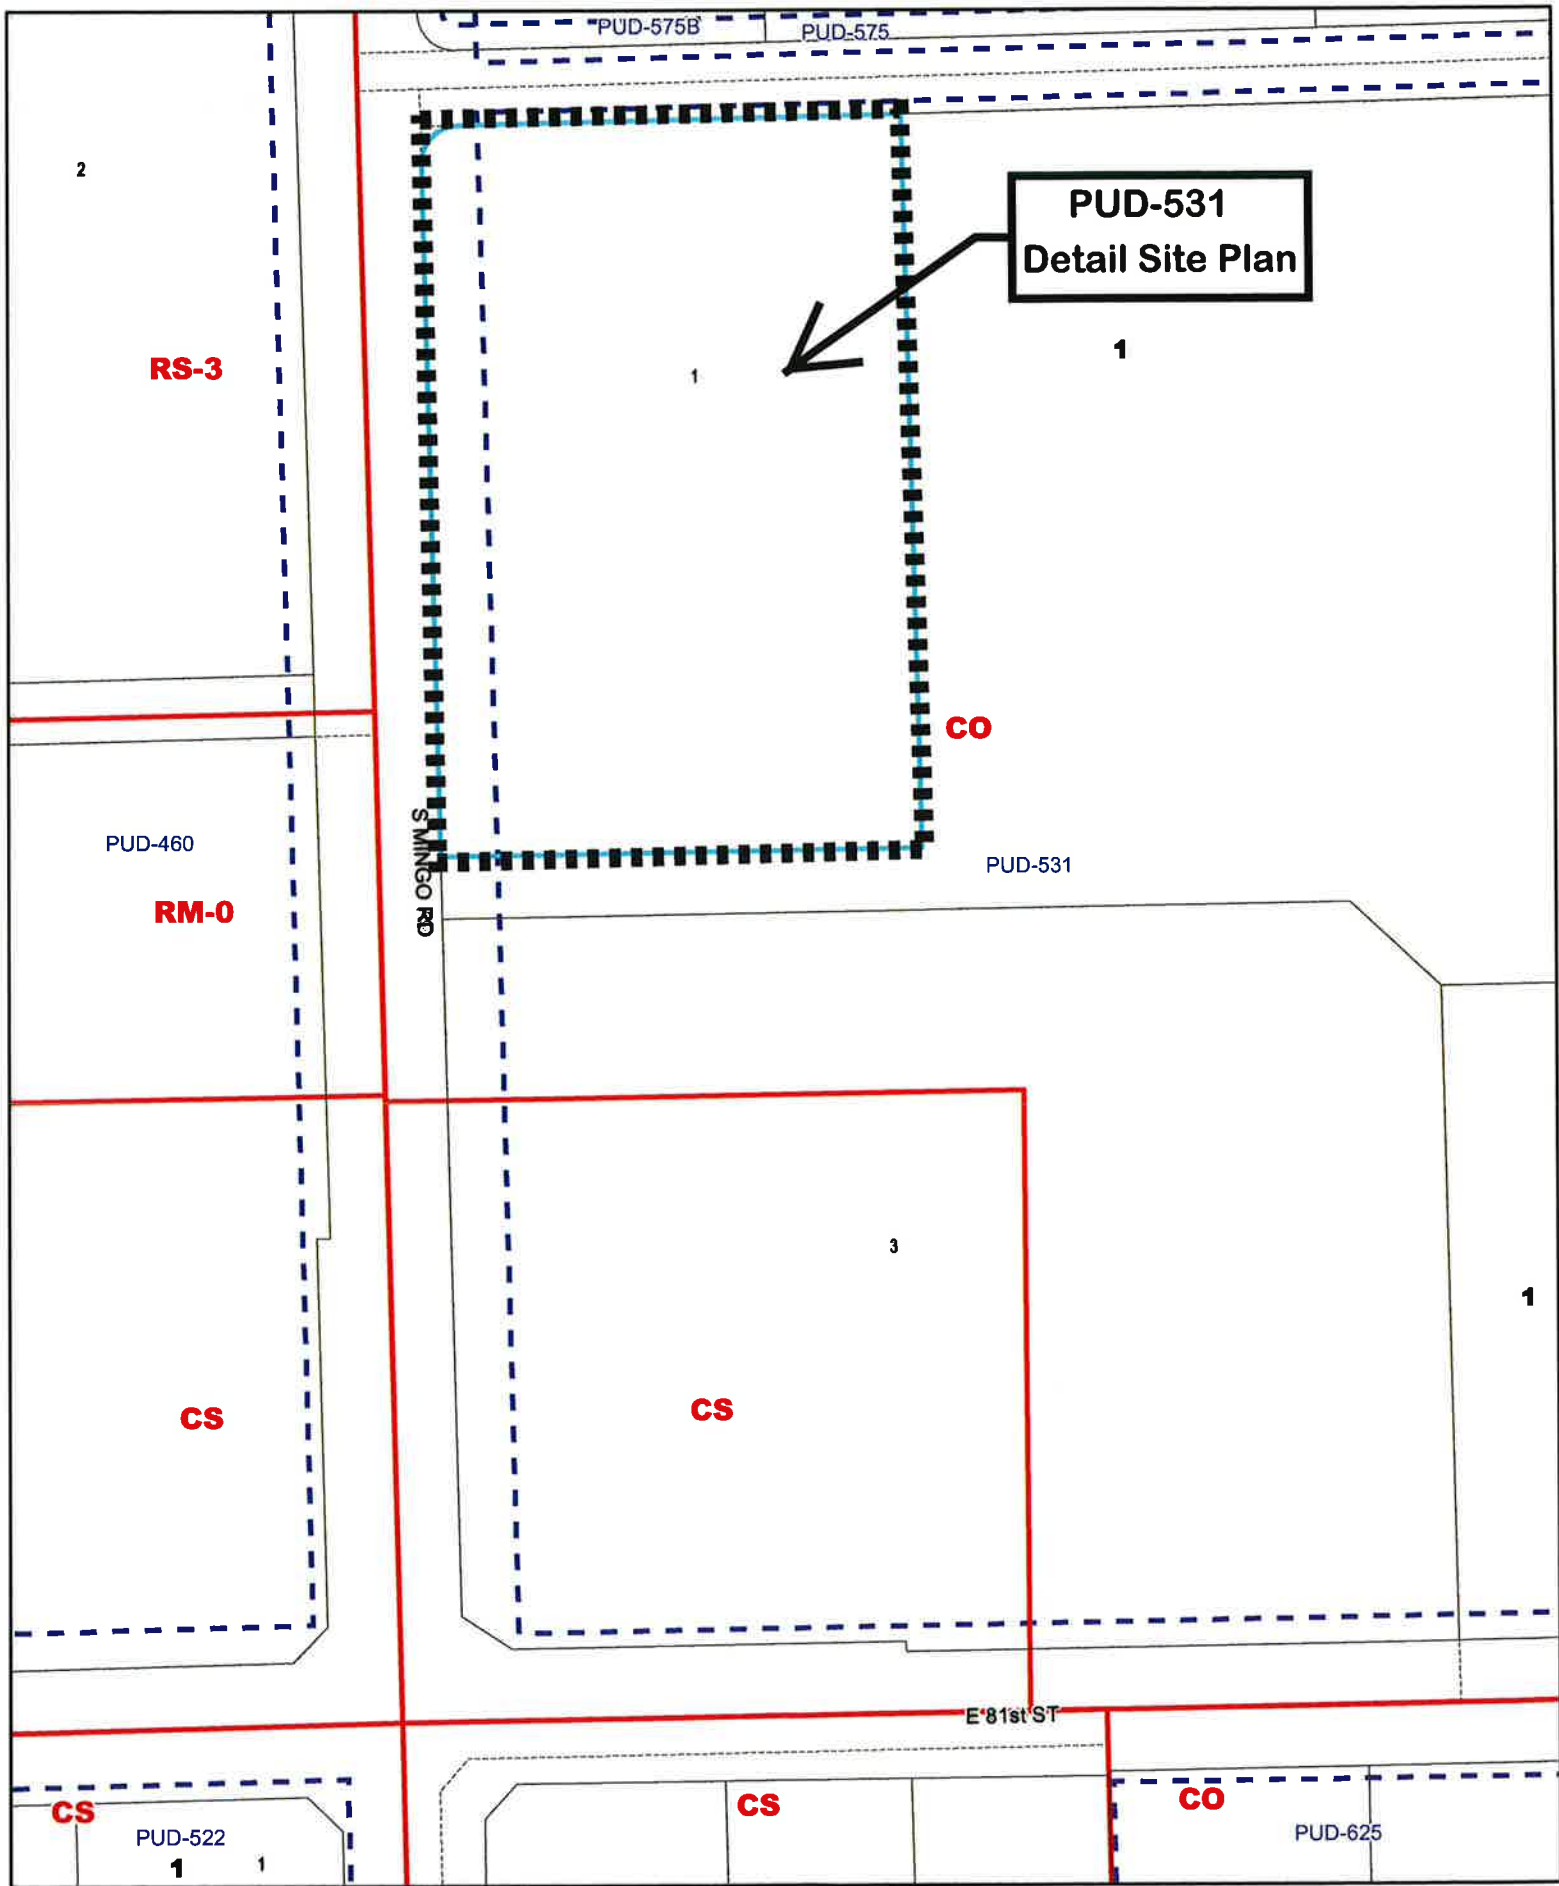 PUD-575B
PUD-575
2
PUD-531
Detail Site Plan
RS-3
1
1
CO
S MINGO RD
PUD-460
PUD-531
RM-0
3
1
CS
CS
E 81st ST
CS
CS
CO
PUD-522
PUD-625
1
1